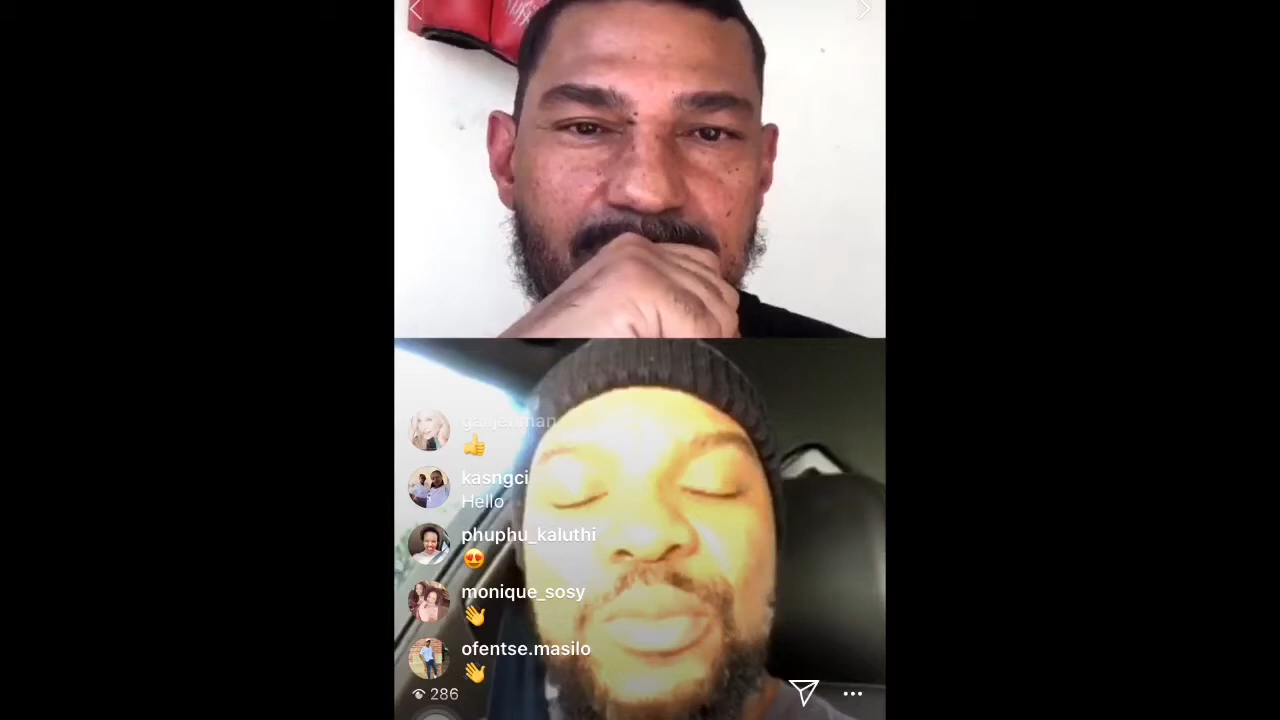 kasngci
Hello
phuphu_kaluthi
monique_sosy
ofentse.masilo
286